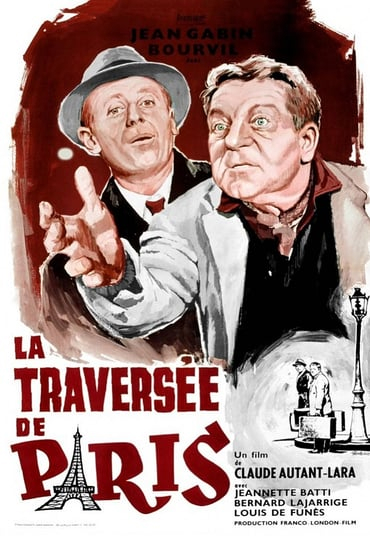 JEAN GABIN
BOURVIL
dans
LA
TRAVERSÉE
DE
PARIS
Un film
de
CLAUDE AUTANT-LARA
avec
JEANNETTE BATTI
BERNARD LAJARRIGE
LOUIS DE FUNÈS
PRODUCTION FRANCO LONDON-FILM